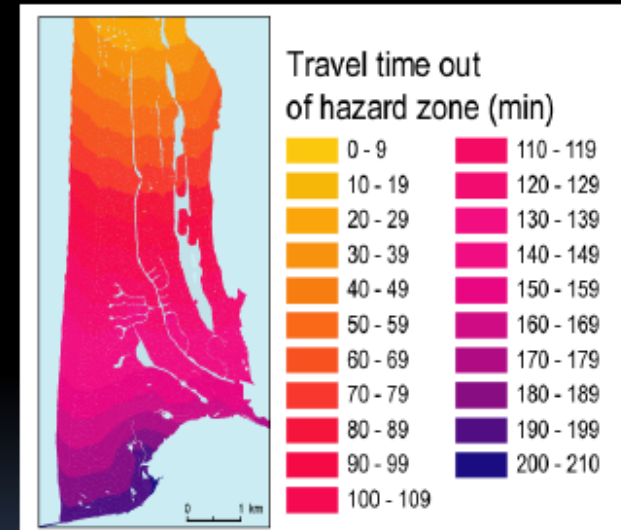 Travel time out
of hazard zone (min)
0 - 9
10 - 19
20 - 29
30 - 39
40 - 49
50 - 59
60 - 69
70 - 79
80 - 89
90 - 99
100 - 109
110 - 119
120 - 129
130 - 139
140 - 149
150 - 159
160 - 169
170 - 179
180 - 189
190 - 199
200 - 210
0 1 km